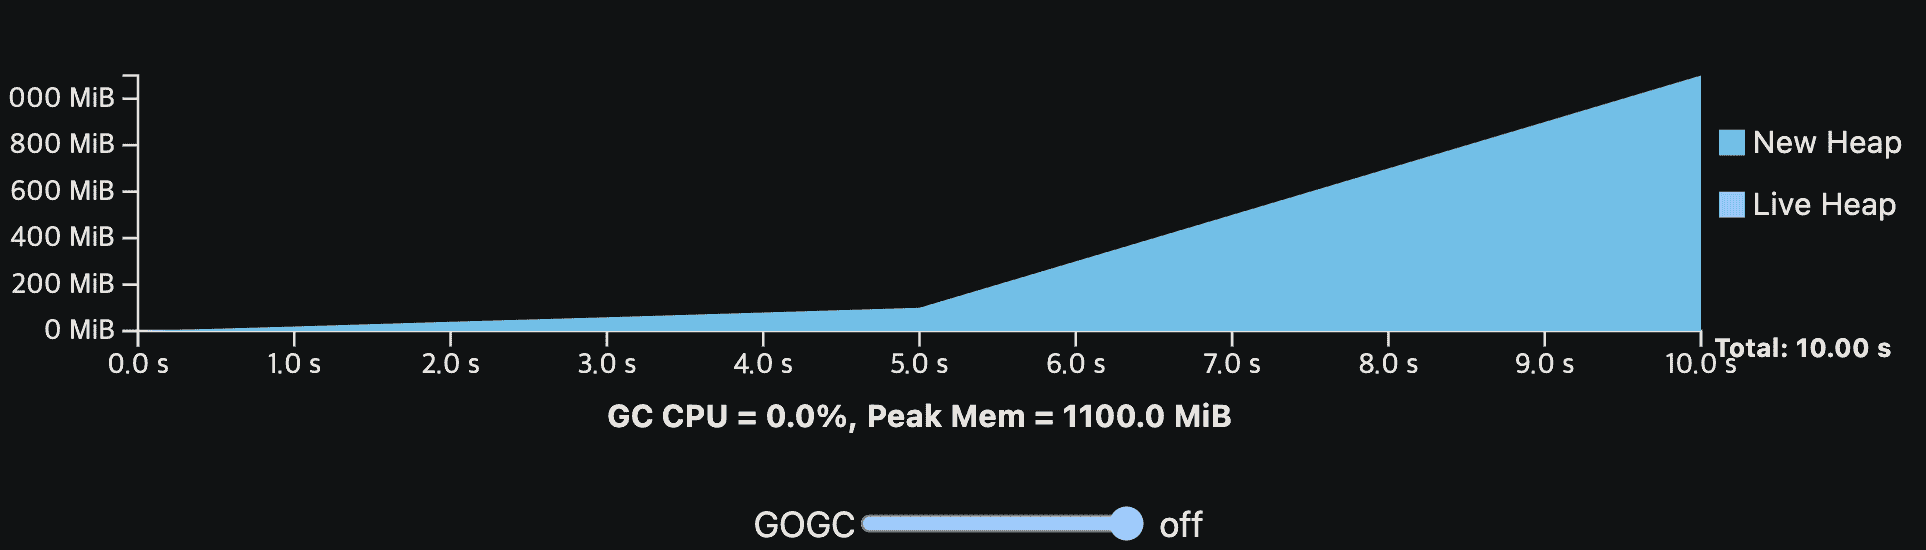 000 MiB
800 MiB
600 MiB
400 MiB
200 MiB
0 MiB
0.0 s 1.0 s 2.0 s 3.0 s 4.0 s 5.0 s 6.0 s 7.0 s 8.0 s 9.0 s 10.0 s
Total: 10.00 s
New Heap
Live Heap
GC CPU = 0.0%, Peak Mem = 1100.0 MiB
GOGC off